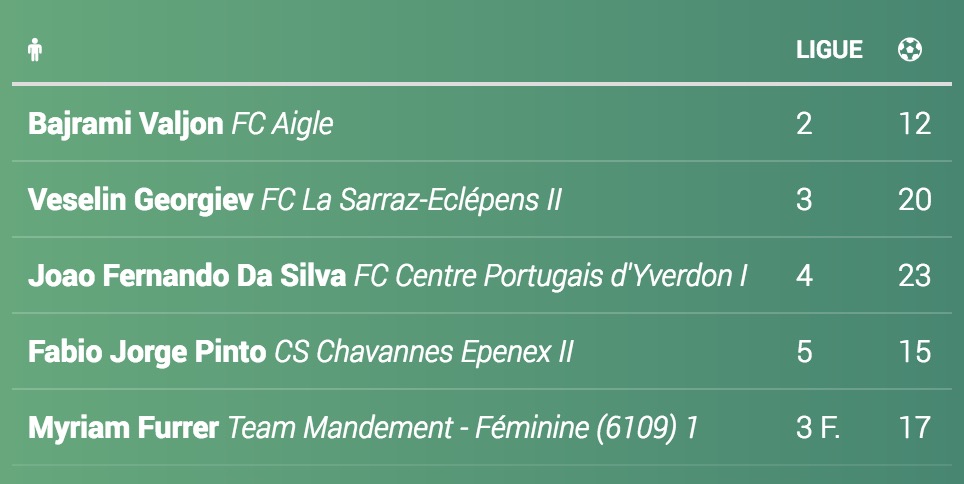 LIGUE
Bajrami Valjon FC Aigle 2 12
Veselin Georgiev FC La Sarraz-Eclépens II 3 20
Joao Fernando Da Silva FC Centre Portugais d'Yverdon I 4 23
Fabio Jorge Pinto CS Chavannes Epenex II 5 15
Myriam Furrer Team Mandement - Féminine (6109) 1 3 F. 17